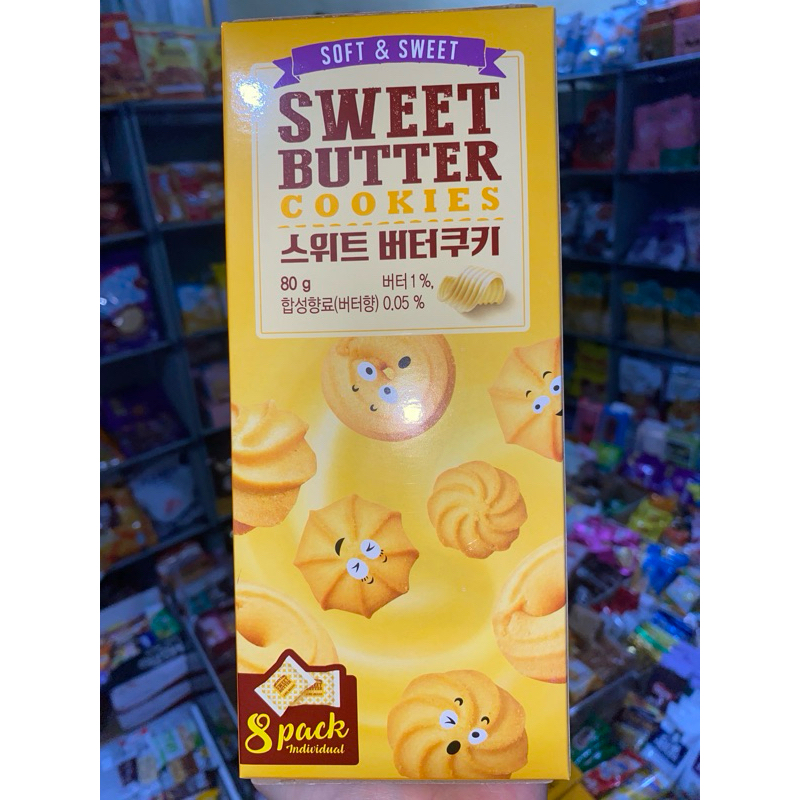 SOFT & SWEET
SWEET
BUTTER
COOKIES
스위트 버터쿠키
80 g 버터 1 %,
합성향료(버터향) 0.05 %
8 pack
Individual